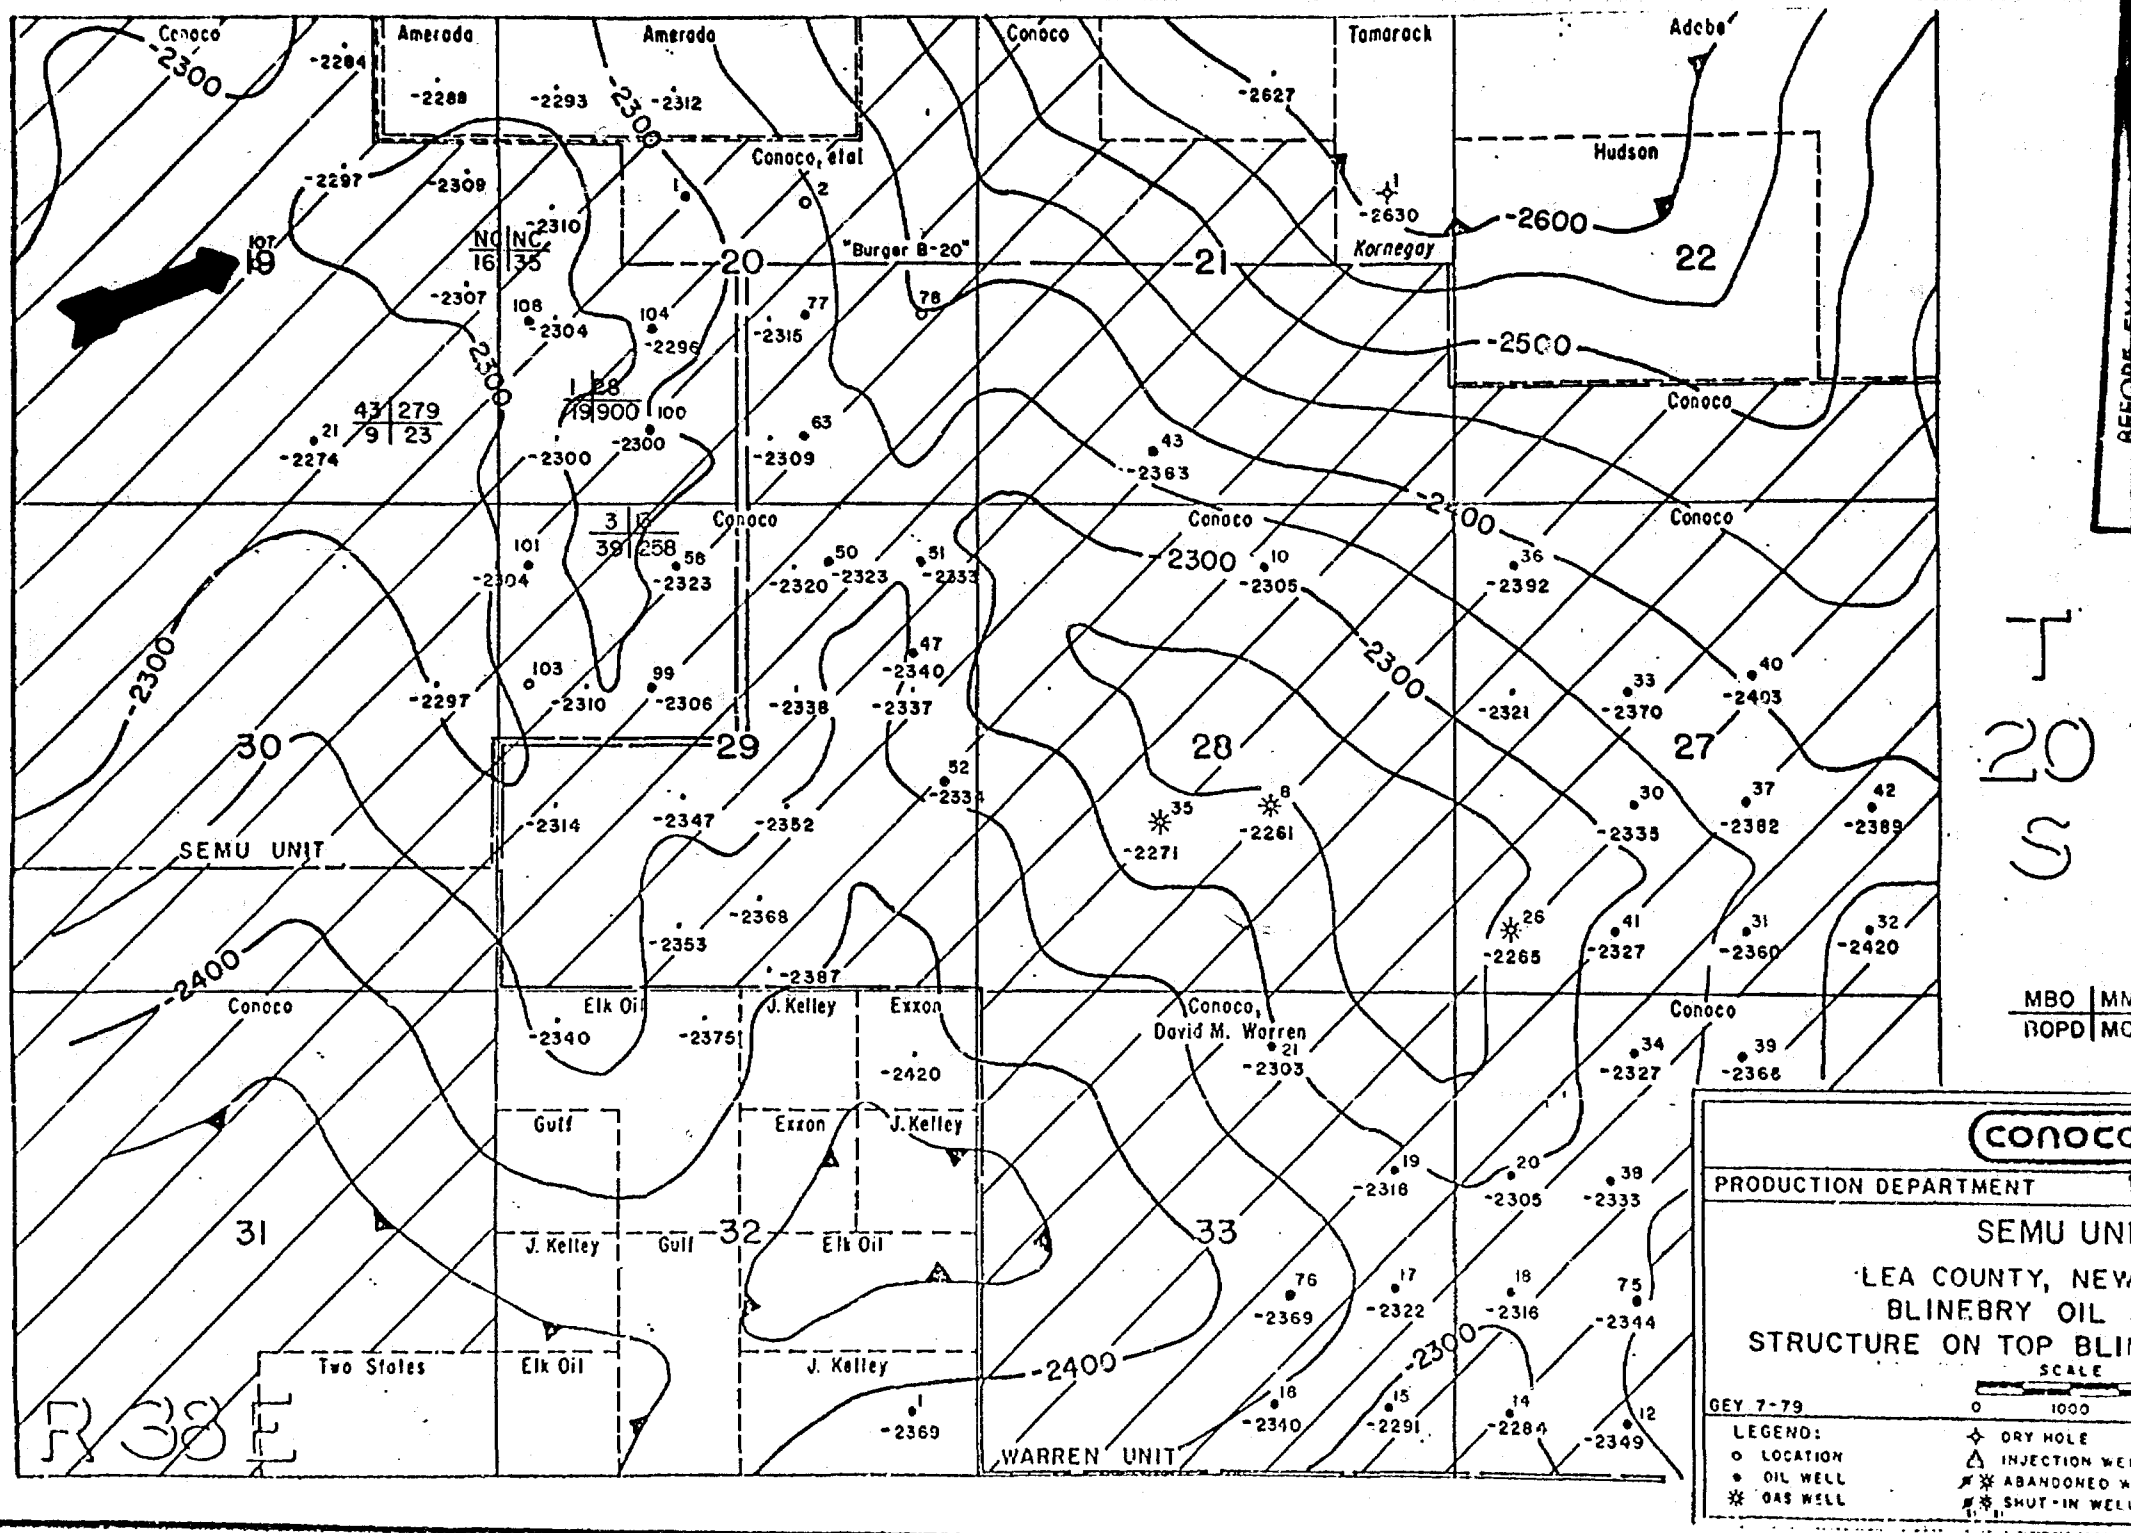 Conoco Amerada Amerada Conoco Tamarack Adobe
-2300 -2284
-2288 -2293 -2300 -2312 -2627
Conoco, etal Hudson
-2297 -2309 1 2 1
-2310 -2630 -2600
NC NC "Burger B-20" Kornegay
16 35
107
19 20 21 22
-2307 108 -2304 104 -2296 77 -2315 78
-2300 -2500
1 28
19 900 100
Conoco
43 279
9 23
21 -2274 -2300 -2300 63 -2309 43 -2363
-2400
3 13
39 258
Conoco Conoco Conoco
101 -2304 58 -2323 -2320 50 -2323 51 -2333 -2300 10 -2305 36 -2392
T
20
S
-2300 47 -2340 -2300 40 -2403
-2297 103 -2310 99 -2306 -2338 -2337 -2321 33 -2370
30 29 28 27
52 -2334
-2314 -2347 -2352 35 -2271 8 -2261 30 -2335 37 -2382 42 -2389
SEMU UNIT
-2353 -2368 26 -2265 41 -2327 31 -2360 32 -2420
-2400 -2387
Conoco Elk Oil J. Kelley Exxon Conoco, Conoco
David M. Warren
MBO
BOPD
-2340 -2375 -2420 21 -2303 34 -2327 39 -2368
Gulf Exxon J. Kelley
19 -2318 20 -2305 38 -2333
31 32 33
J. Kelley Gulf Elk Oil
76 -2369 17 -2322 18 -2316 75 -2344
Two States Elk Oil J. Kelley -2400 -2300
R 38 E
1 -2369 16 -2340 15 -2291 14 -2284 12 -2349
WARREN UNIT
conoco
PRODUCTION DEPARTMENT
SEMU UNI
LEA COUNTY, NEW
BLINEBRY OIL
STRUCTURE ON TOP BLI
SCALE
0 1000
GEY 7-79
LEGEND:
LOCATION
OIL WELL
GAS WELL
DRY HOLE
INJECTION WEL
ABANDONED W
SHUT-IN WELL